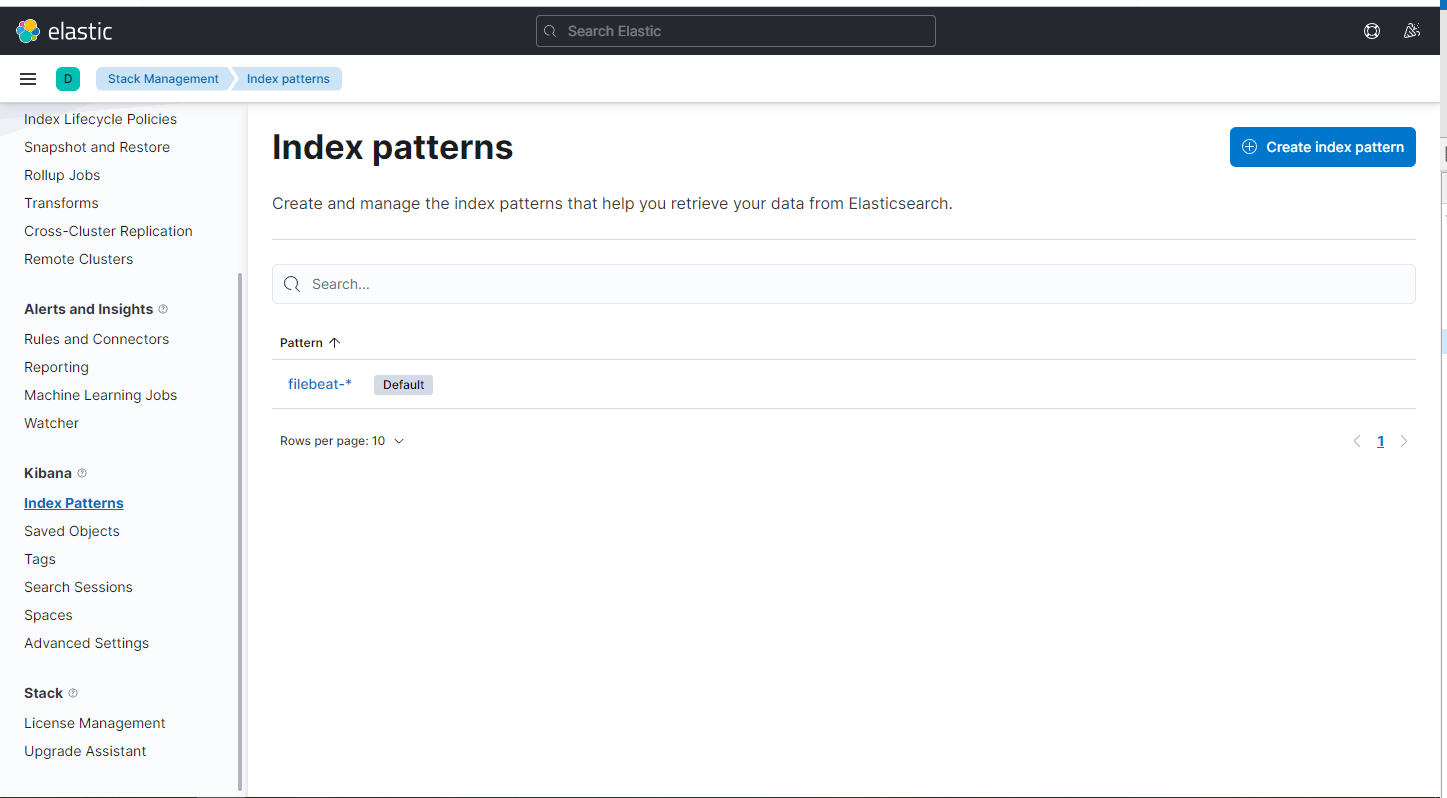 elastic
Search Elastic
D
Stack Management
Index patterns
Index Lifecycle Policies
Snapshot and Restore
Rollup Jobs
Transforms
Cross-Cluster Replication
Remote Clusters
Alerts and Insights
Rules and Connectors
Reporting
Machine Learning Jobs
Watcher
Kibana
Index Patterns
Saved Objects
Tags
Search Sessions
Spaces
Advanced Settings
Stack
License Management
Upgrade Assistant
Index patterns
Create index pattern
Create and manage the index patterns that help you retrieve your data from Elasticsearch.
Search...
Pattern
filebeat-* Default
Rows per page: 10
1